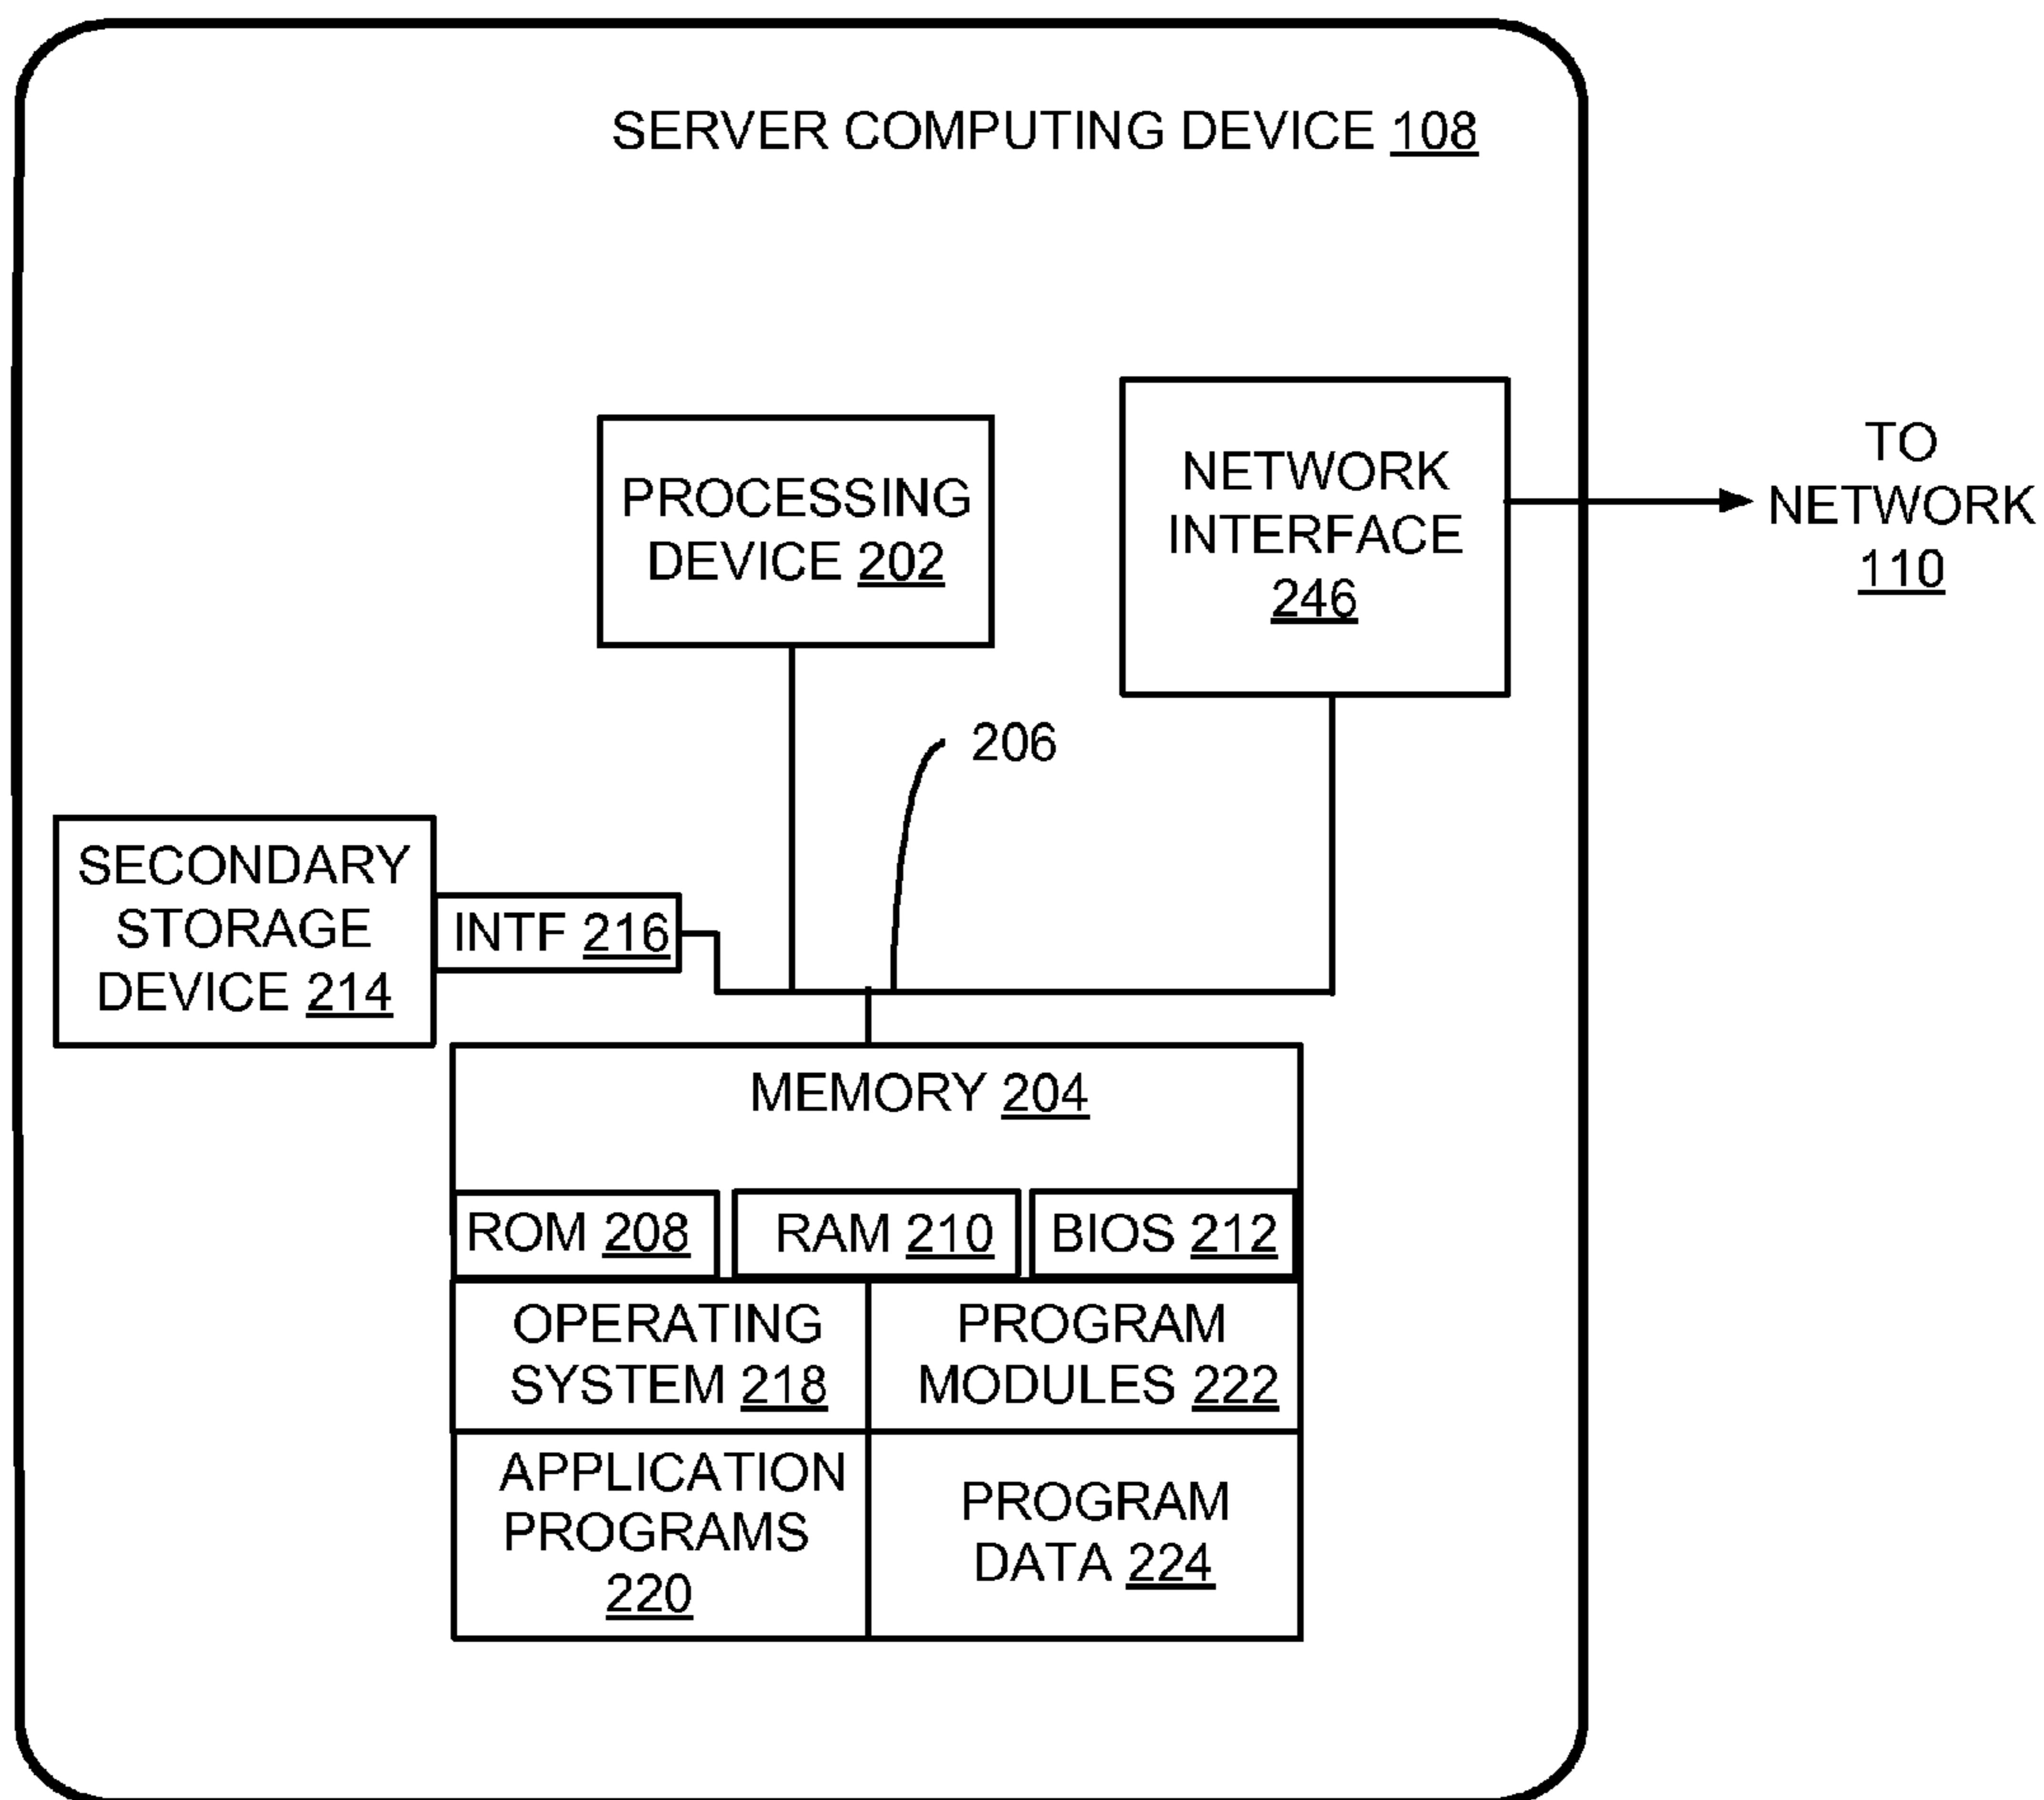 SERVER COMPUTING DEVICE 108
PROCESSING
DEVICE 202
NETWORK
INTERFACE
246
TO
NETWORK
110
206
SECONDARY
STORAGE
DEVICE 214
INTF 216
MEMORY 204
ROM 208
RAM 210
BIOS 212
OPERATING
SYSTEM 218
PROGRAM
MODULES 222
APPLICATION
PROGRAMS
220
PROGRAM
DATA 224